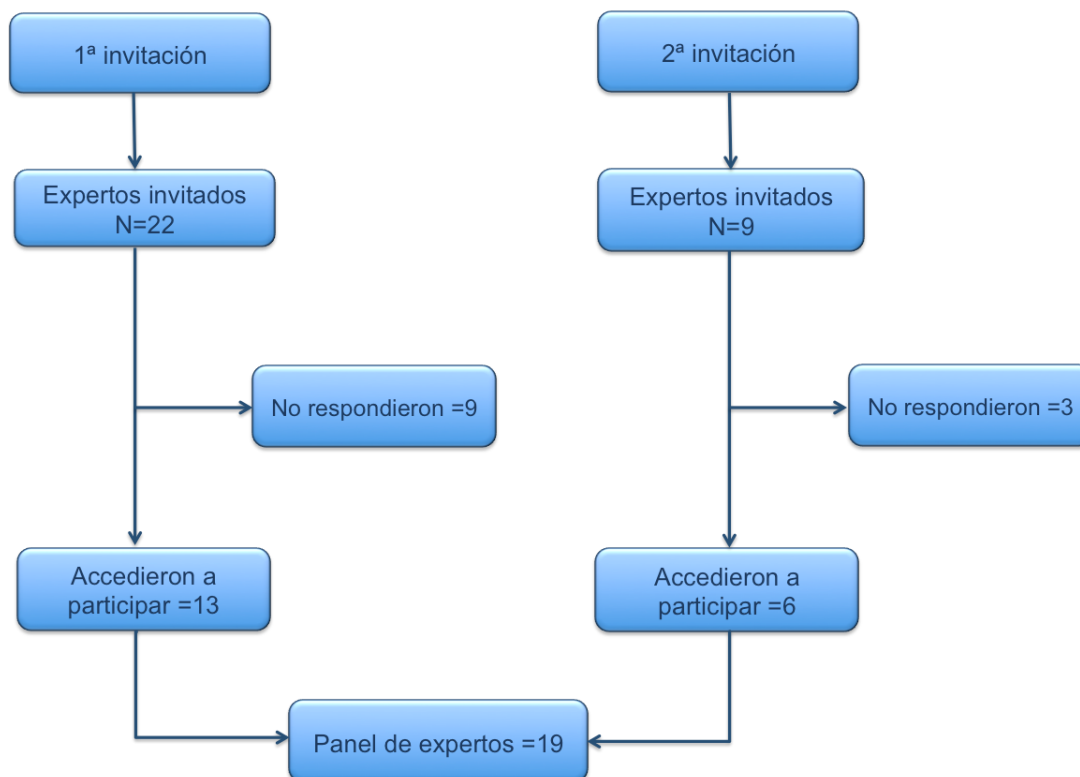 1ª invitación
Expertos invitados
N=22
No respondieron =9
Accedieron a
participar =13
2ª invitación
Expertos invitados
N=9
No respondieron =3
Accedieron a
participar =6
Panel de expertos =19